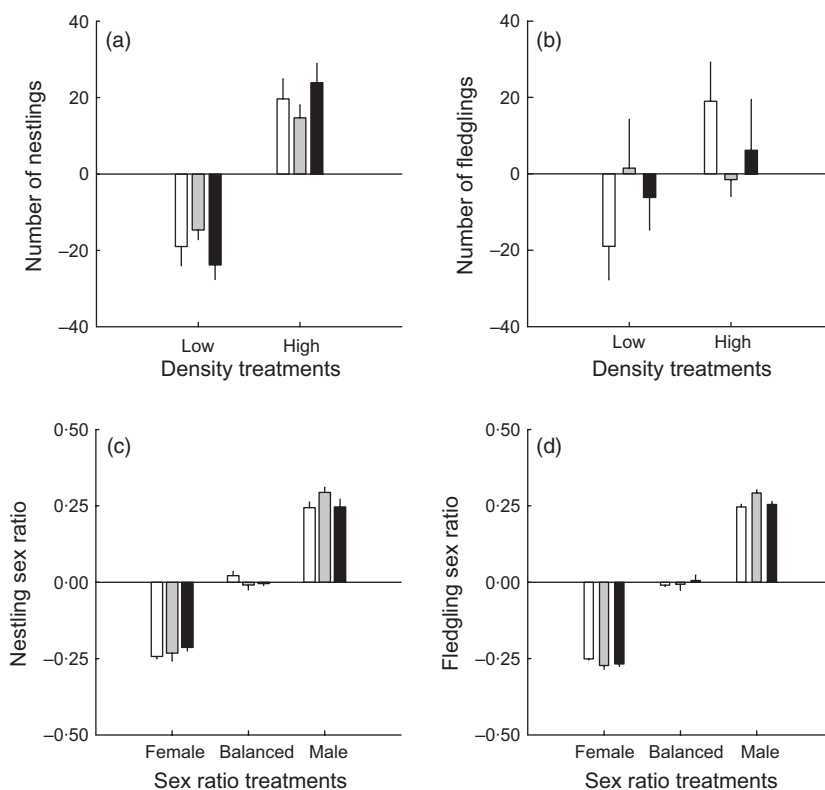 (a)
Number of nestlings
40
20
0
–20
–40
Low High
Density treatments
(b)
Number of fledglings
40
20
0
–20
–40
Low High
Density treatments
(c)
Nestling sex ratio
0·50
0·25
0·00
–0·25
–0·50
Female Balanced Male
Sex ratio treatments
(d)
Fledgling sex ratio
0·50
0·25
0·00
–0·25
–0·50
Female Balanced Male
Sex ratio treatments